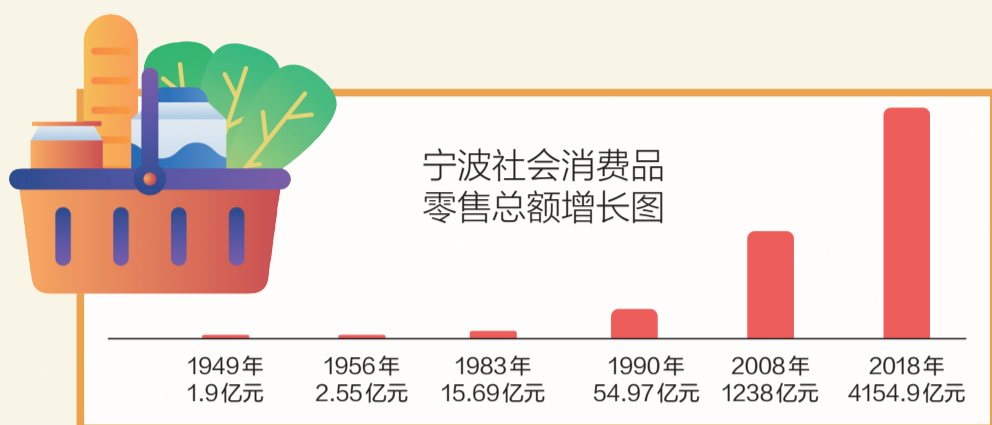 宁波社会消费品
零售总额增长图
1949年 1956年 1983年 1990年 2008年 2018年
1.9亿元 2.55亿元 15.69亿元 54.97亿元 1238亿元 4154.9亿元